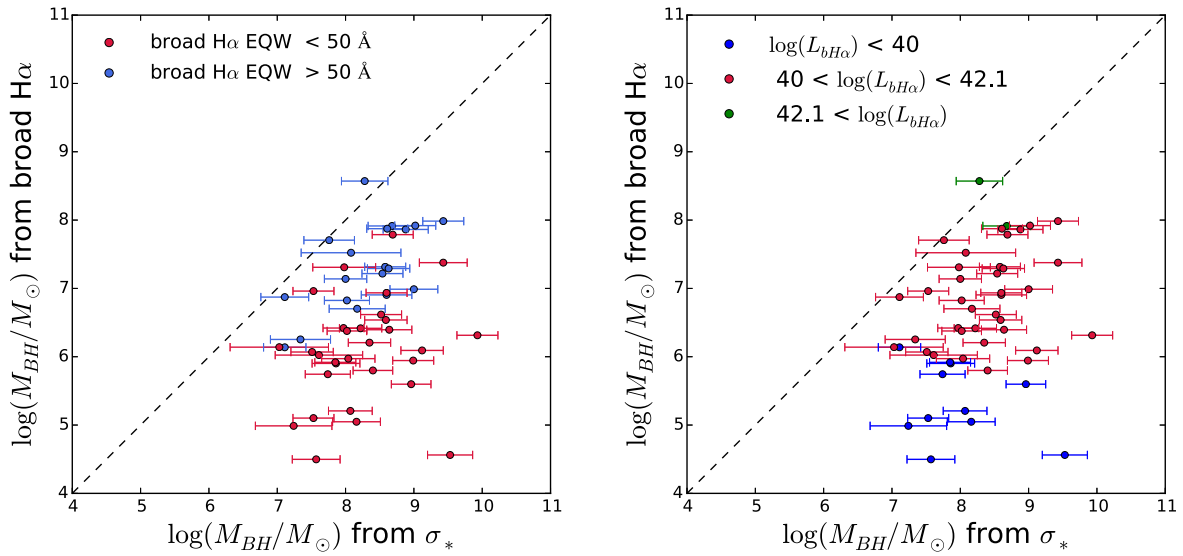 11
10
9
8
7
6
5
4
4 5 6 7 8 9 10 11
log(M_BH/M_⊙) from broad Hα
log(M_BH/M_⊙) from σ_*
broad Hα EQW < 50 Å
broad Hα EQW > 50 Å
11
10
9
8
7
6
5
4
4 5 6 7 8 9 10 11
log(M_BH/M_⊙) from broad Hα
log(M_BH/M_⊙) from σ_*
log(L_bHα) < 40
40 < log(L_bHα) < 42.1
42.1 < log(L_bHα)